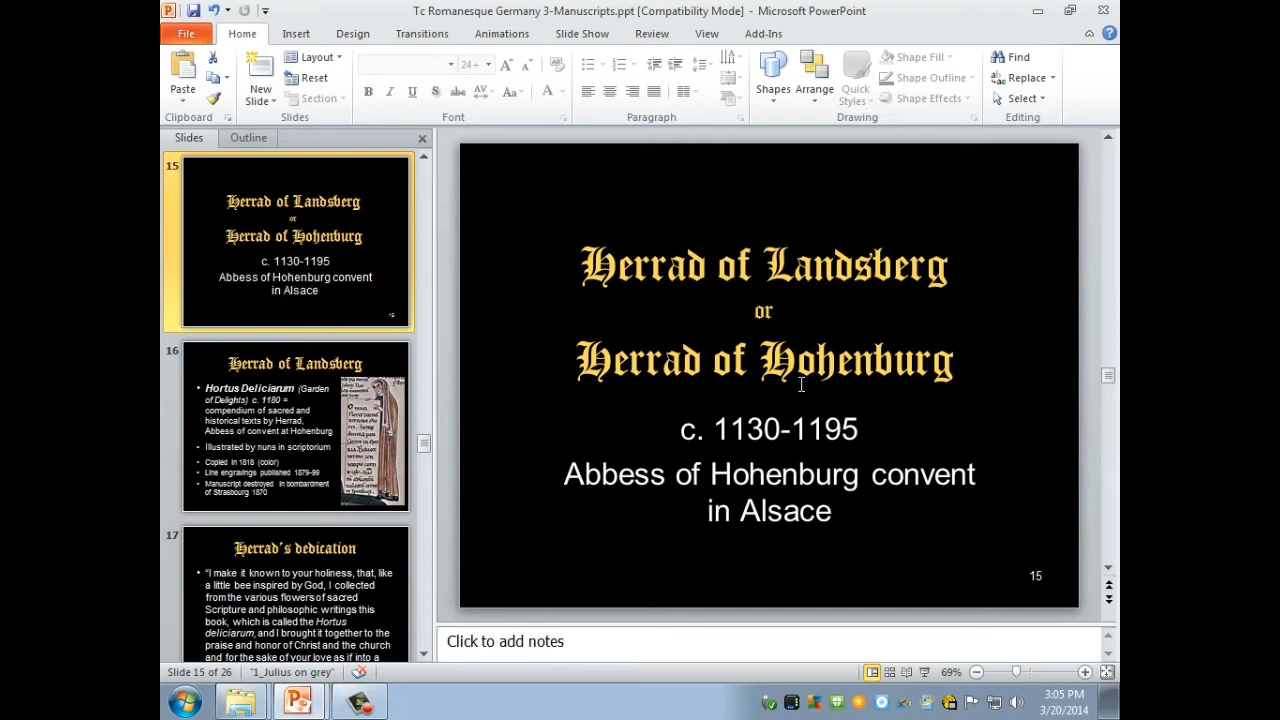 Tc Romanesque Germany 3-Manuscripts.ppt [Compatibility Mode] - Microsoft PowerPoint
File Home Insert Design Transitions Animations Slide Show Review View Add-Ins
Paste
New
Slide
Layout
Reset
Section
24
B I U S abc AV Aa A
Shapes Arrange Quick
Styles
Shape Fill
Shape Outline
Shape Effects
Find
Replace
Select
Clipboard Slides Font Paragraph Drawing Editing
Slides Outline
15
Herrad of Landsberg
or
Herrad of Hohenburg
c. 1130-1195
Abbess of Hohenburg convent
in Alsace
16
Herrad of Landsberg
• Hortus Deliciarum (Garden
of Delights) c. 1180 =
compendium of sacred and
historical texts by Herrad,
Abbess of convent at Hohenburg
• Illustrated by nuns in scriptorium
• Copied in 1818 (color)
• Line engravings published 1879-99
• Manuscript destroyed in bombardment
of Strasbourg 1870
17
Herrad's dedication
• "I make it known to your holiness, that, like
a little bee inspired by God, I collected
from the various flowers of sacred
Scripture and philosophic writings this
book, which is called the Hortus
deliciarum, and I brought it together to the
praise and honor of Christ and the church
and for the sake of your love as if into a
Herrad of Landsberg
or
Herrad of Hohenburg
c. 1130-1195
Abbess of Hohenburg convent
in Alsace
15
Click to add notes
Slide 15 of 26 "1_Julius on grey" 69%
3:05 PM
3/20/2014